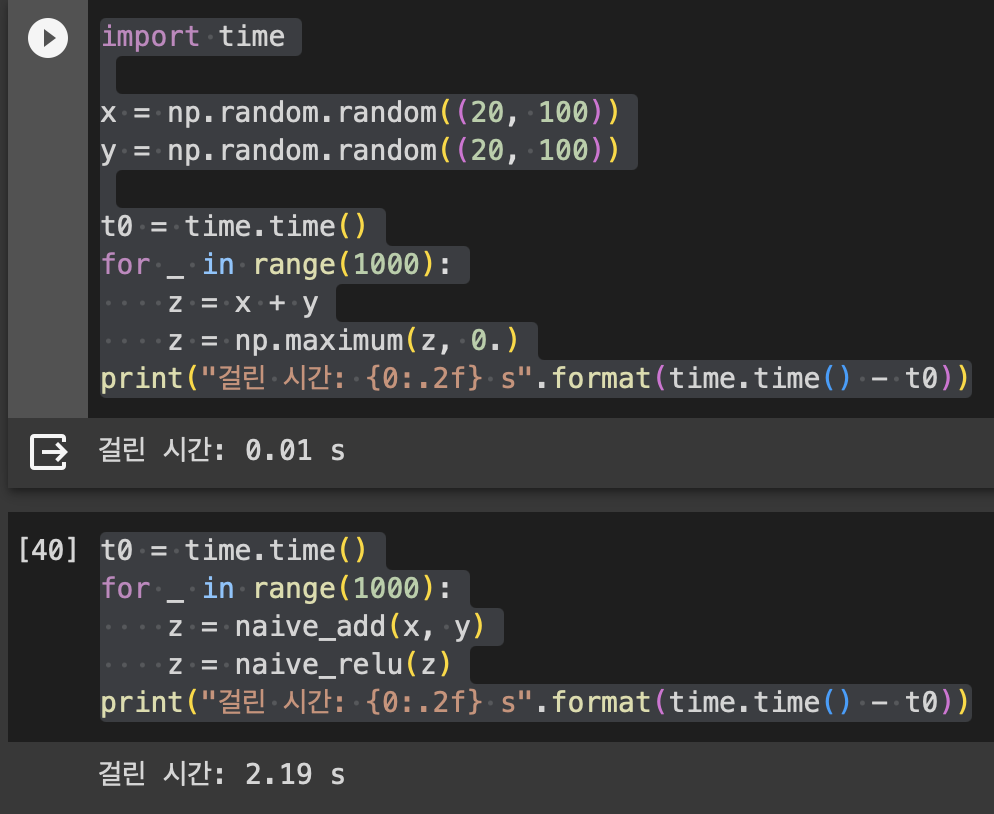 import time
x = np.random.random((20, 100))
y = np.random.random((20, 100))
t0 = time.time()
for _ in range(1000):
    z = x + y
    z = np.maximum(z, 0.)
print("걸린 시간: {0:.2f} s".format(time.time() - t0))
걸린 시간: 0.01 s
[40]
t0 = time.time()
for _ in range(1000):
    z = naive_add(x, y)
    z = naive_relu(z)
print("걸린 시간: {0:.2f} s".format(time.time() - t0))
걸린 시간: 2.19 s